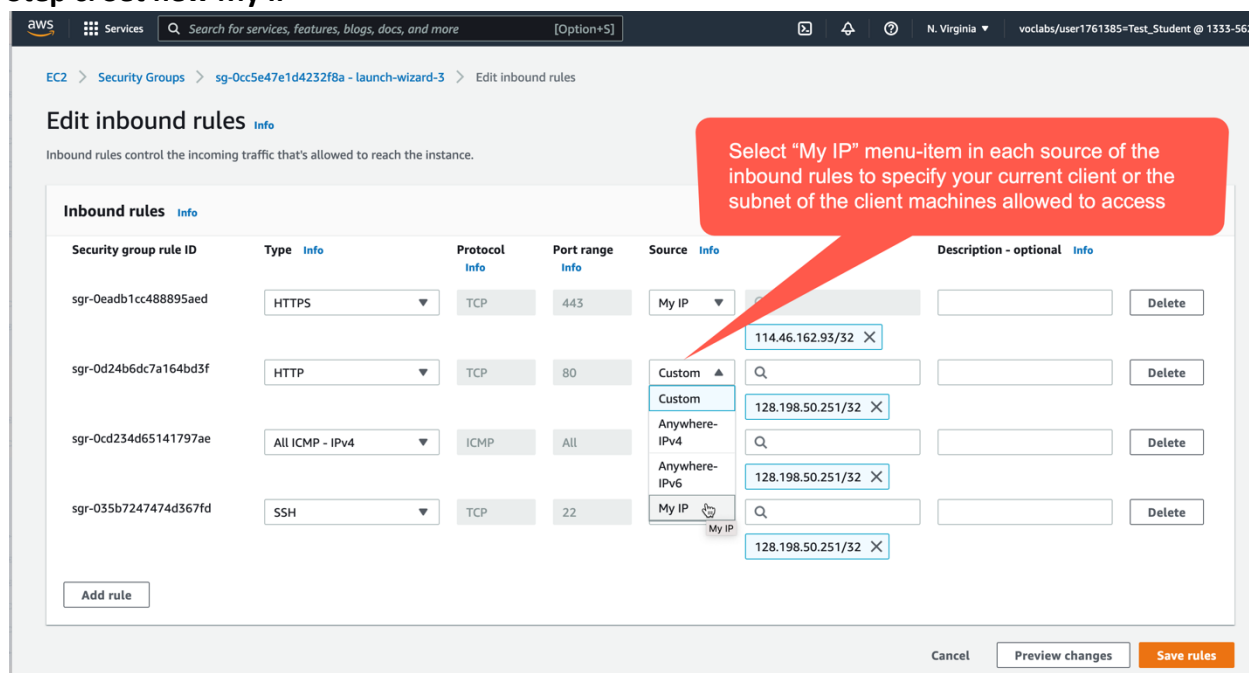 aws
Services
Search for services, features, blogs, docs, and more
[Option+S]
N. Virginia
voclabs/user1761385=Test_Student @ 1333-562
EC2 > Security Groups > sg-0cc5e47e1d4232f8a - launch-wizard-3 > Edit inbound rules
Edit inbound rules Info
Inbound rules control the incoming traffic that's allowed to reach the instance.
Select “My IP” menu-item in each source of the
inbound rules to specify your current client or the
subnet of the client machines allowed to access
Inbound rules Info
Security group rule ID
Type Info
Protocol
Info
Port range
Info
Source Info
Description - optional Info
sgr-0eadb1cc488895aed
HTTPS
TCP
443
My IP
Delete
114.46.162.93/32
sgr-0d24b6dc7a164bd3f
HTTP
TCP
80
Custom
Delete
128.198.50.251/32
Custom
Anywhere-
IPv4
Anywhere-
IPv6
My IP
My IP
sgr-0cd234d65141797ae
All ICMP - IPv4
ICMP
All
Delete
128.198.50.251/32
sgr-035b7247474d367fd
SSH
TCP
22
Delete
128.198.50.251/32
Add rule
Cancel
Preview changes
Save rules